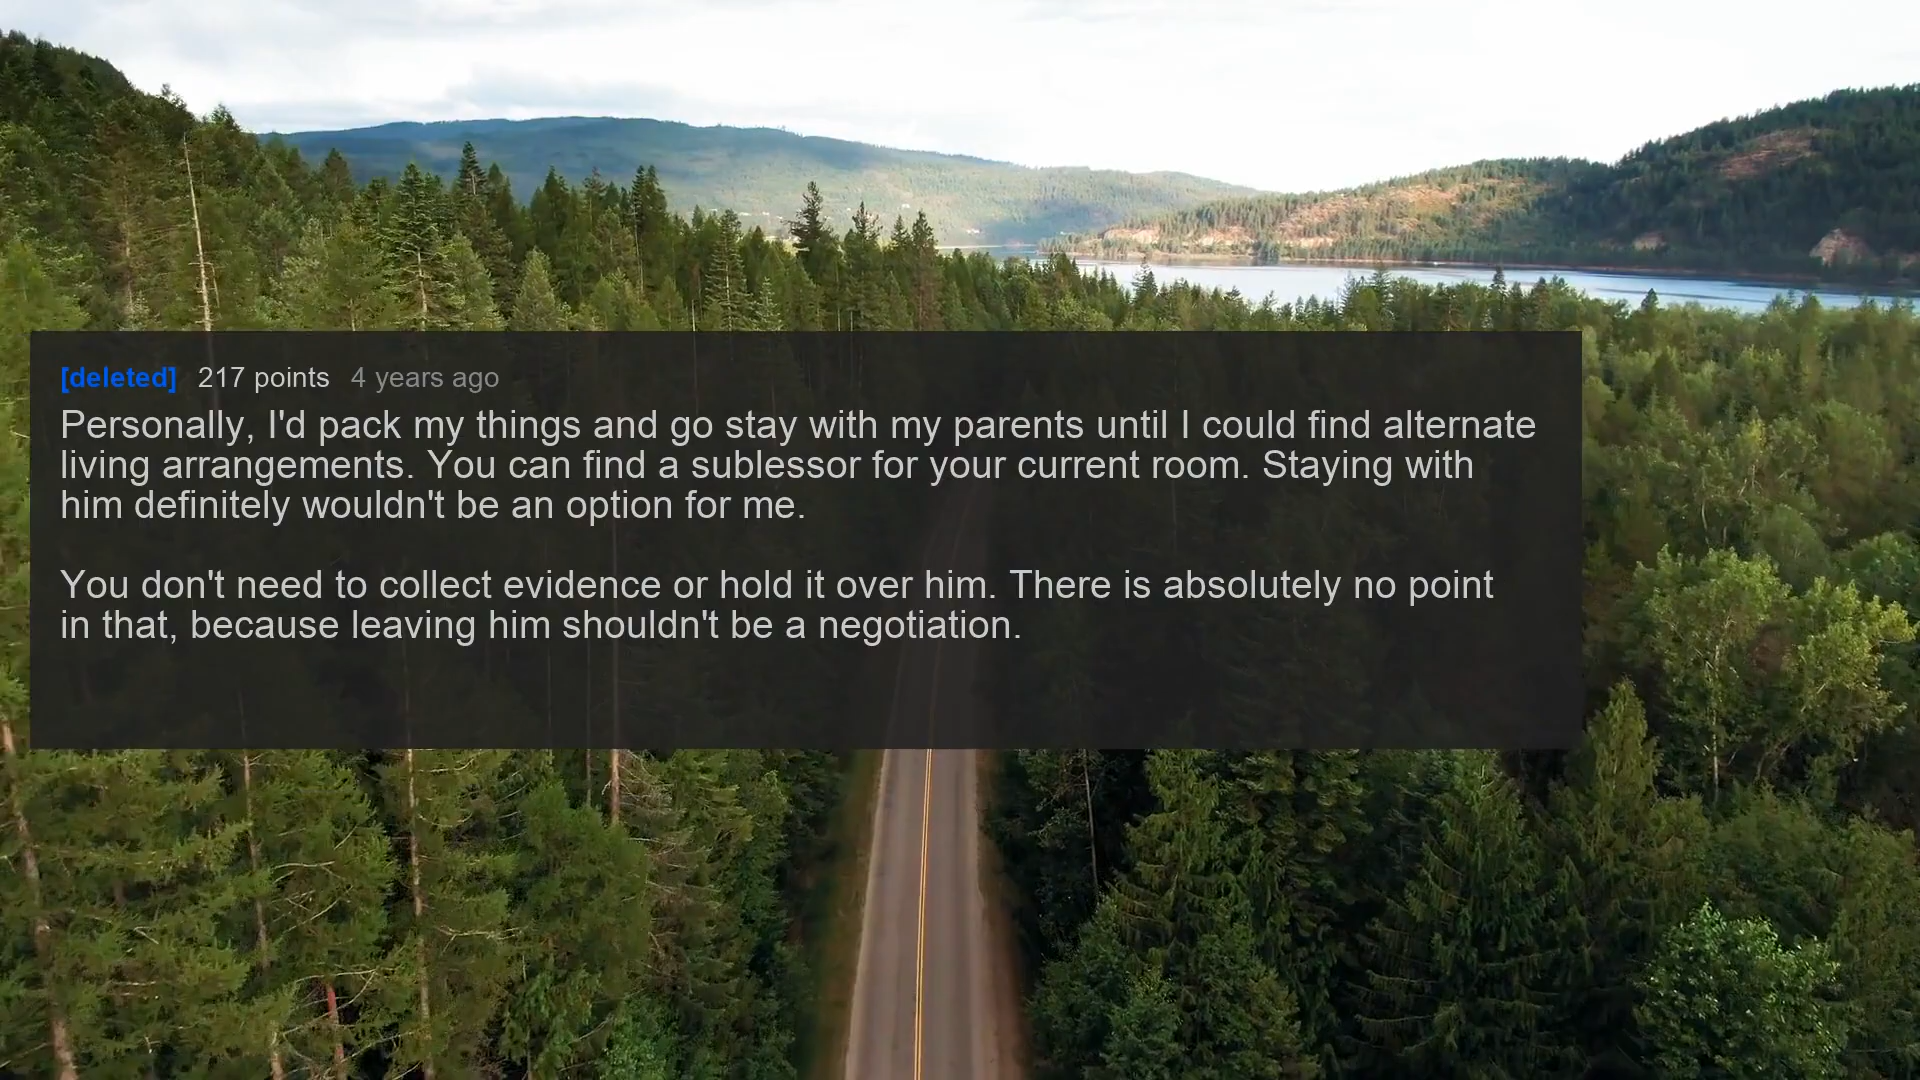 [deleted] 217 points 4 years ago
Personally, I'd pack my things and go stay with my parents until I could find alternate
living arrangements. You can find a sublessor for your current room. Staying with
him definitely wouldn't be an option for me.
You don't need to collect evidence or hold it over him. There is absolutely no point
in that, because leaving him shouldn't be a negotiation.